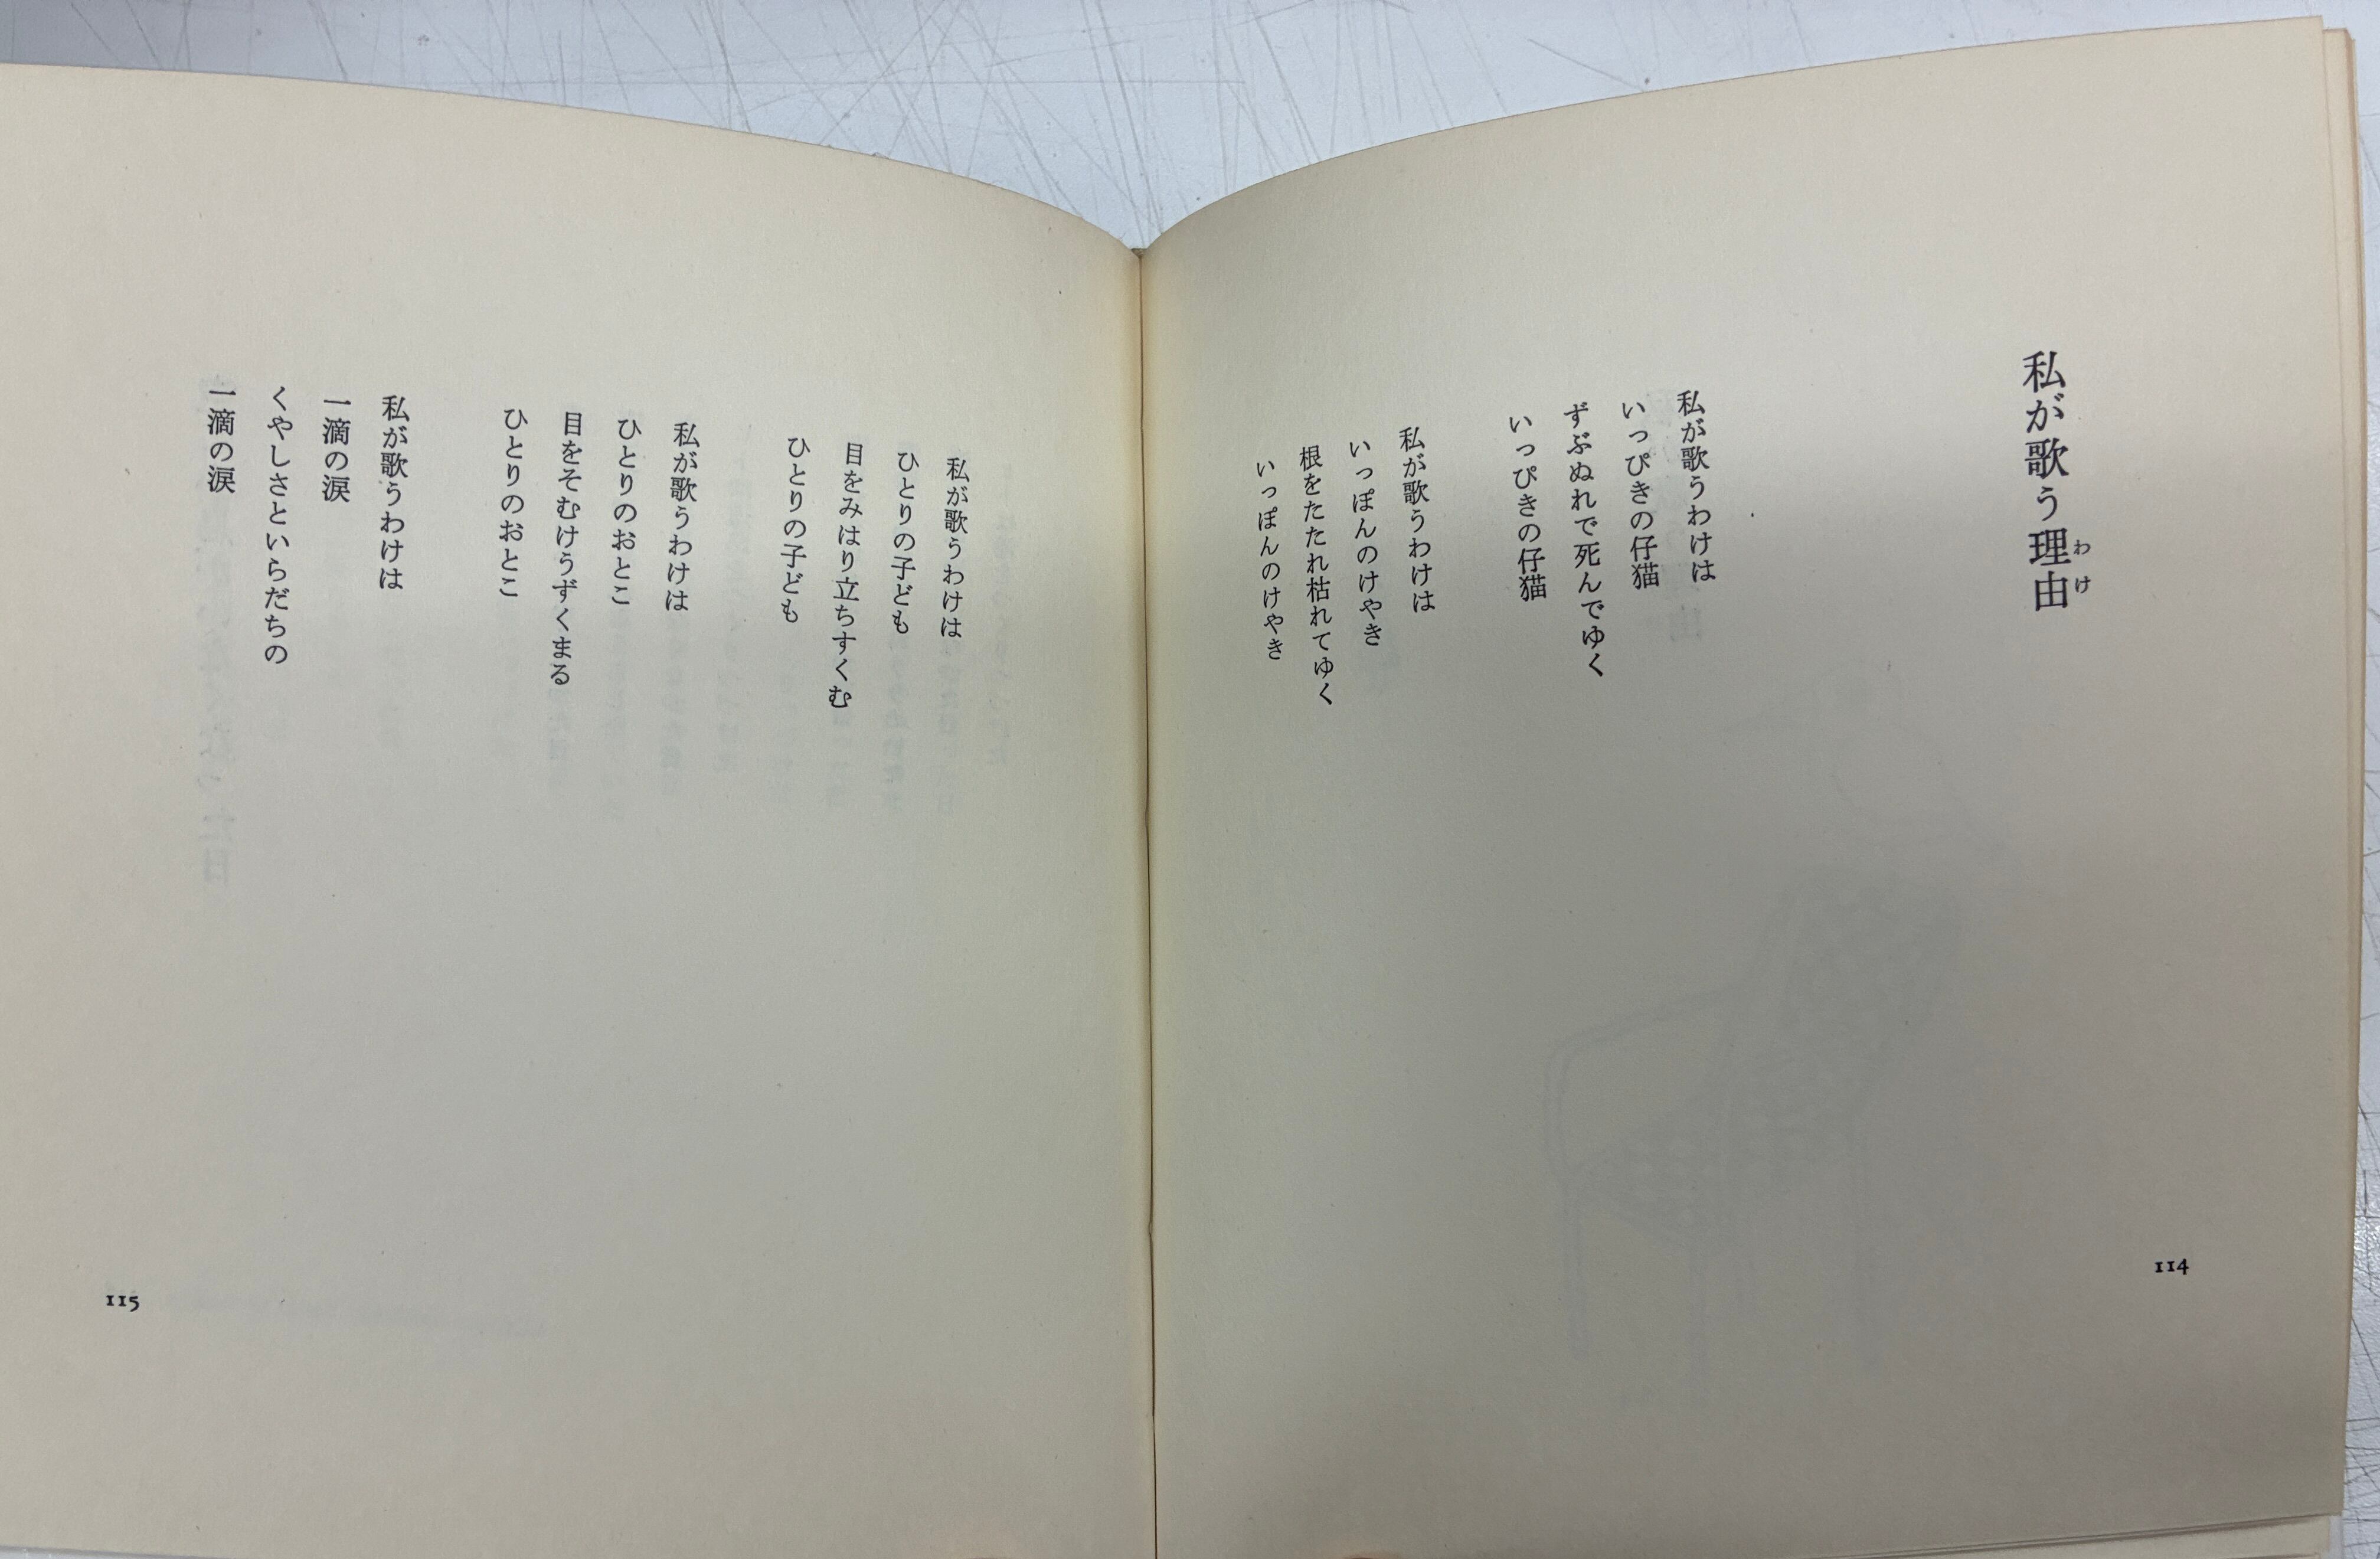 私が歌う理由
わけ
私が歌うわけは
いっぴきの仔猫
ずぶぬれで死んでゆく
いっぴきの仔猫
私が歌うわけは
いっぽんのけやき
根をたたれ枯れてゆく
いっぽんのけやき
114
私が歌うわけは
ひとりの子ども
目をみはり立ちすくむ
ひとりの子ども
私が歌うわけは
ひとりのおとこ
目をそむけうずくまる
ひとりのおとこ
私が歌うわけは
一滴の涙
くやしさといらだちの
一滴の涙
115